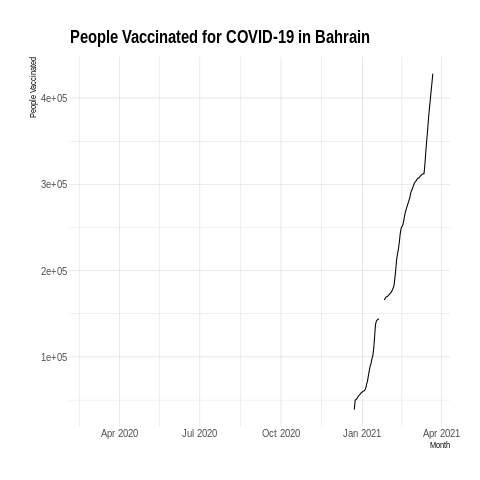 People Vaccinated for COVID-19 in Bahrain
People Vaccinated
4e+05
3e+05
2e+05
1e+05
Apr 2020 Jul 2020 Oct 2020 Jan 2021 Apr 2021
Month